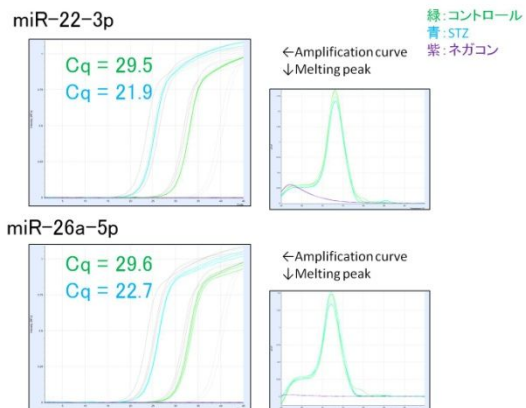 miR-22-3p
緑:コントロール
青:STZ
紫:ネガコン
Cq = 29.5
Cq = 21.9
←Amplification curve
↓Melting peak
miR-26a-5p
Cq = 29.6
Cq = 22.7
←Amplification curve
↓Melting peak